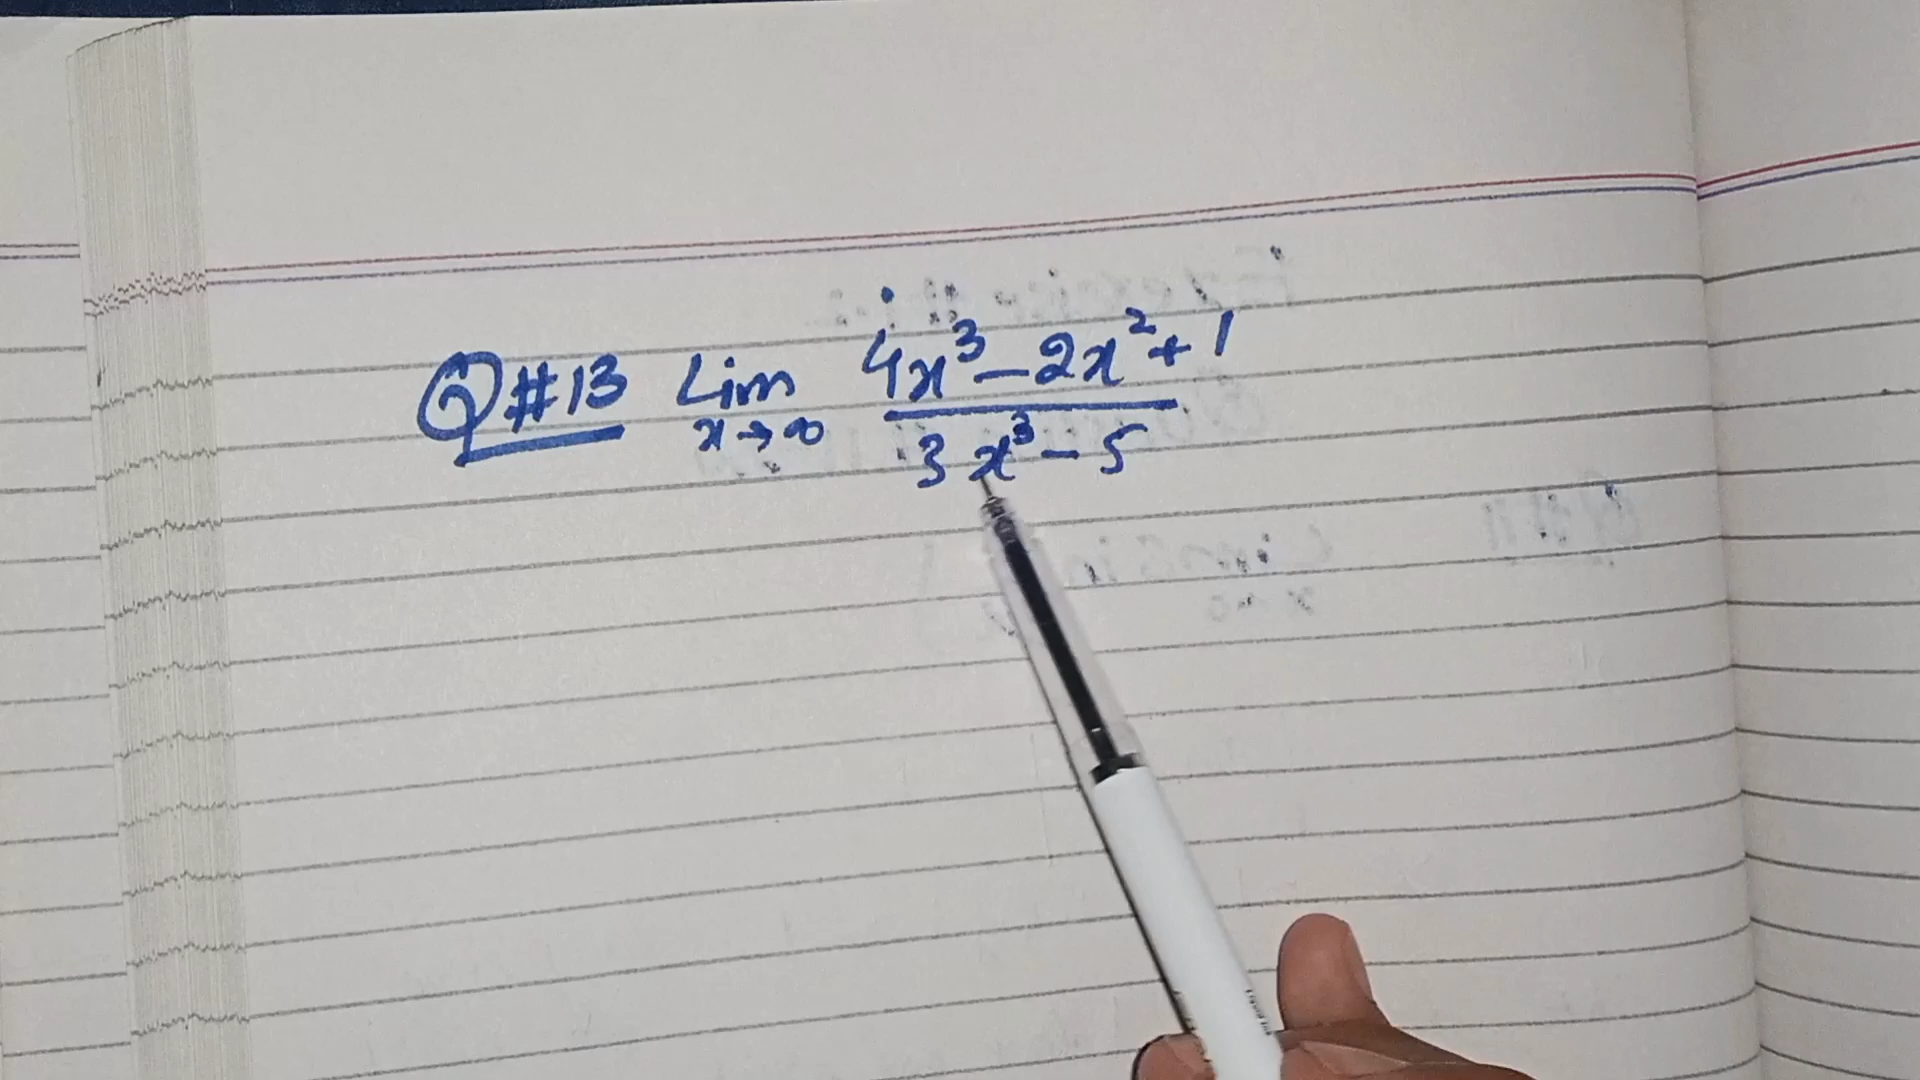 Q#13 Lim x→∞ (4x³ − 2x² + 1) / (3x³ − 5)